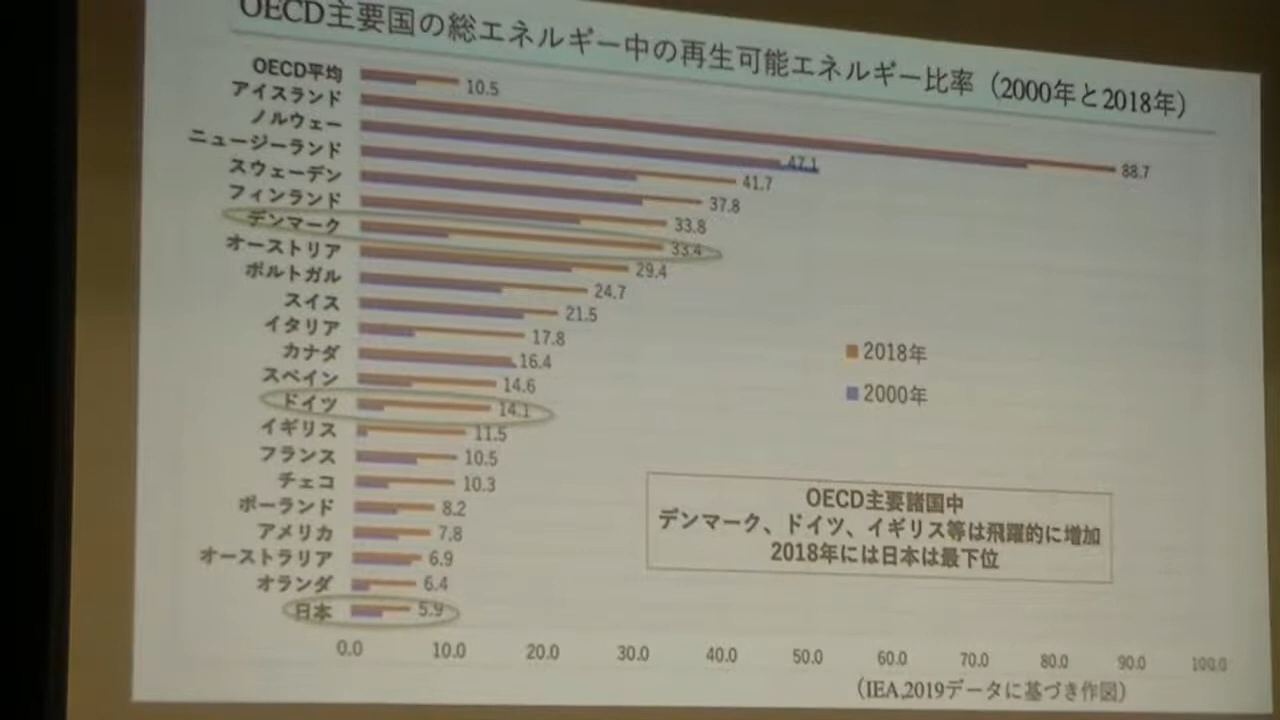 OECD主要国の総エネルギー中の再生可能エネルギー比率（2000年と2018年）
OECD平均 10.5
アイスランド 88.7
ノルウェー 47.1
ニュージーランド 41.7
スウェーデン 37.8
フィンランド 33.8
デンマーク 33.4
オーストリア 29.4
ポルトガル 24.7
スイス 21.5
イタリア 17.8
カナダ 16.4
スペイン 14.6
ドイツ 14.1
イギリス 11.5
フランス 10.5
チェコ 10.3
ポーランド 8.2
アメリカ 7.8
オーストラリア 6.9
オランダ 6.4
日本 5.9
2018年
2000年
OECD主要諸国中
デンマーク、ドイツ、イギリス等は飛躍的に増加
2018年には日本は最下位
0.0 10.0 20.0 30.0 40.0 50.0 60.0 70.0 80.0 90.0 100.0
（IEA,2019データに基づき作図）